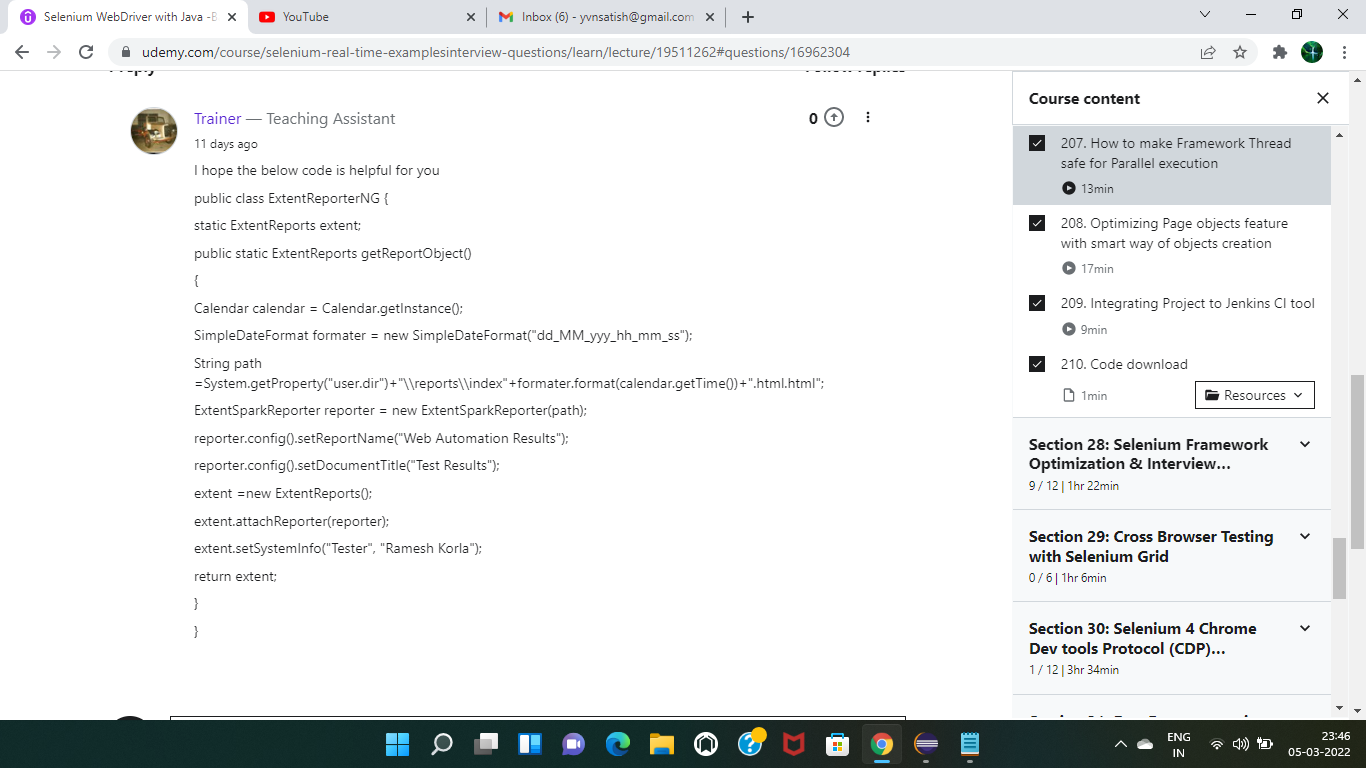 Selenium WebDriver with Java -B
YouTube
Inbox (6) - yvnsatish@gmail.com
udemy.com/course/selenium-real-time-examplesinterview-questions/learn/lecture/19511262#questions/16962304
Trainer — Teaching Assistant
0
11 days ago
I hope the below code is helpful for you
public class ExtentReporterNG {
static ExtentReports extent;
public static ExtentReports getReportObject()
{
Calendar calendar = Calendar.getInstance();
SimpleDateFormat formater = new SimpleDateFormat("dd_MM_yyy_hh_mm_ss");
String path
=System.getProperty("user.dir")+"\\reports\\index"+formater.format(calendar.getTime())+".html.html";
ExtentSparkReporter reporter = new ExtentSparkReporter(path);
reporter.config().setReportName("Web Automation Results");
reporter.config().setDocumentTitle("Test Results");
extent =new ExtentReports();
extent.attachReporter(reporter);
extent.setSystemInfo("Tester", "Ramesh Korla");
return extent;
}
}
Course content
207. How to make Framework Thread
safe for Parallel execution
13min
208. Optimizing Page objects feature
with smart way of objects creation
17min
209. Integrating Project to Jenkins CI tool
9min
210. Code download
1min
Resources
Section 28: Selenium Framework
Optimization & Interview...
9 / 12 | 1hr 22min
Section 29: Cross Browser Testing
with Selenium Grid
0 / 6 | 1hr 6min
Section 30: Selenium 4 Chrome
Dev tools Protocol (CDP)...
1 / 12 | 3hr 34min
ENG
IN
23:46
05-03-2022